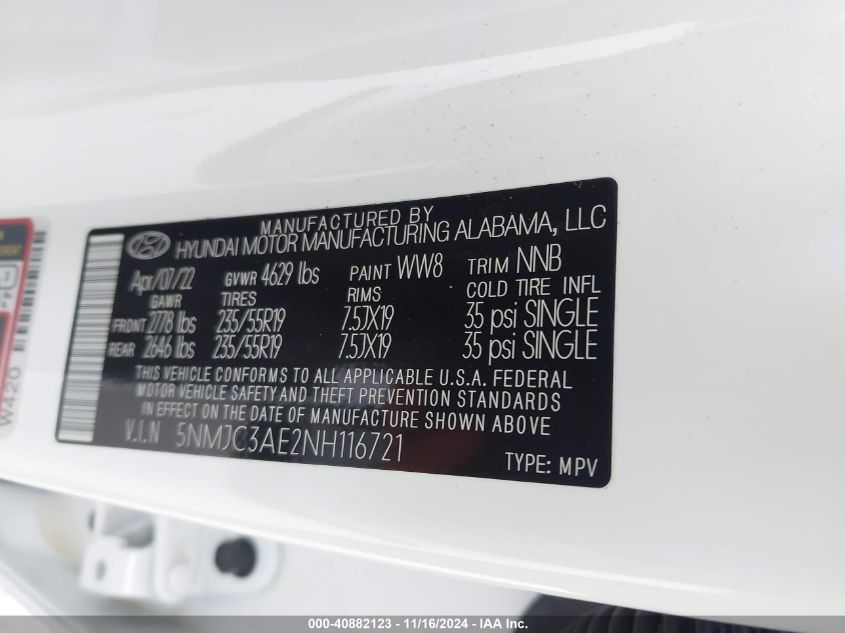 MANUFACTURED BY
HYUNDAI MOTOR MANUFACTURING ALABAMA, LLC
Apr/07/22 GVWR 4629 lbs PAINT WW8 TRIM NNB
GAWR TIRES RIMS COLD TIRE INFL
FRONT 2778 lbs 235/55R19 7.5JX19 35 psi SINGLE
REAR 2646 lbs 235/55R19 7.5JX19 35 psi SINGLE
THIS VEHICLE CONFORMS TO ALL APPLICABLE U.S.A. FEDERAL
MOTOR VEHICLE SAFETY AND THEFT PREVENTION STANDARDS
IN EFFECT ON THE DATE OF MANUFACTURE SHOWN ABOVE
V.I.N 5NMJC3AE2NH116721
TYPE: MPV
W420
000-40882123 - 11/16/2024 - IAA Inc.